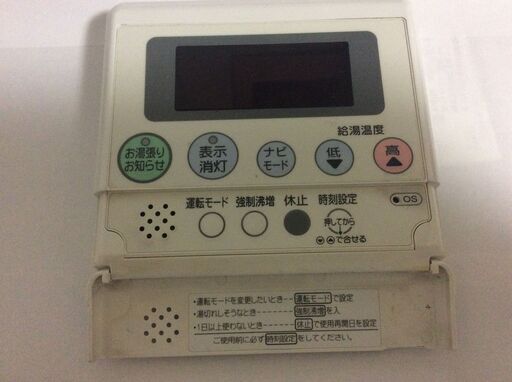 給湯温度
お湯張り
お知らせ
表示
消灯
ナビ
モード
低
高
運転モード 強制沸増 休止 時刻設定
OS
押してから
で合せる
・運転モードを変更したいとき---運転モードで設定
・湯切れしそうなとき---強制沸増を入
・1日以上使わないとき---休止で使用再開日を設定
ご使用前に必ず時刻設定をしてください。